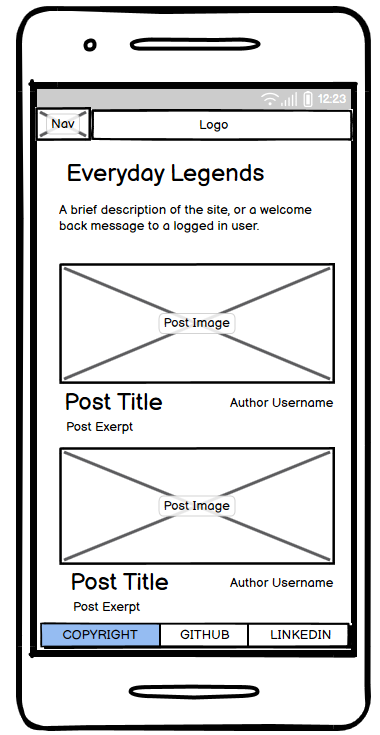 12:23
Nav
Logo
Everyday Legends
A brief description of the site, or a welcome
back message to a logged in user.
Post Image
Post Title
Author Username
Post Exerpt
Post Image
Post Title
Author Username
Post Exerpt
COPYRIGHT
GITHUB
LINKEDIN